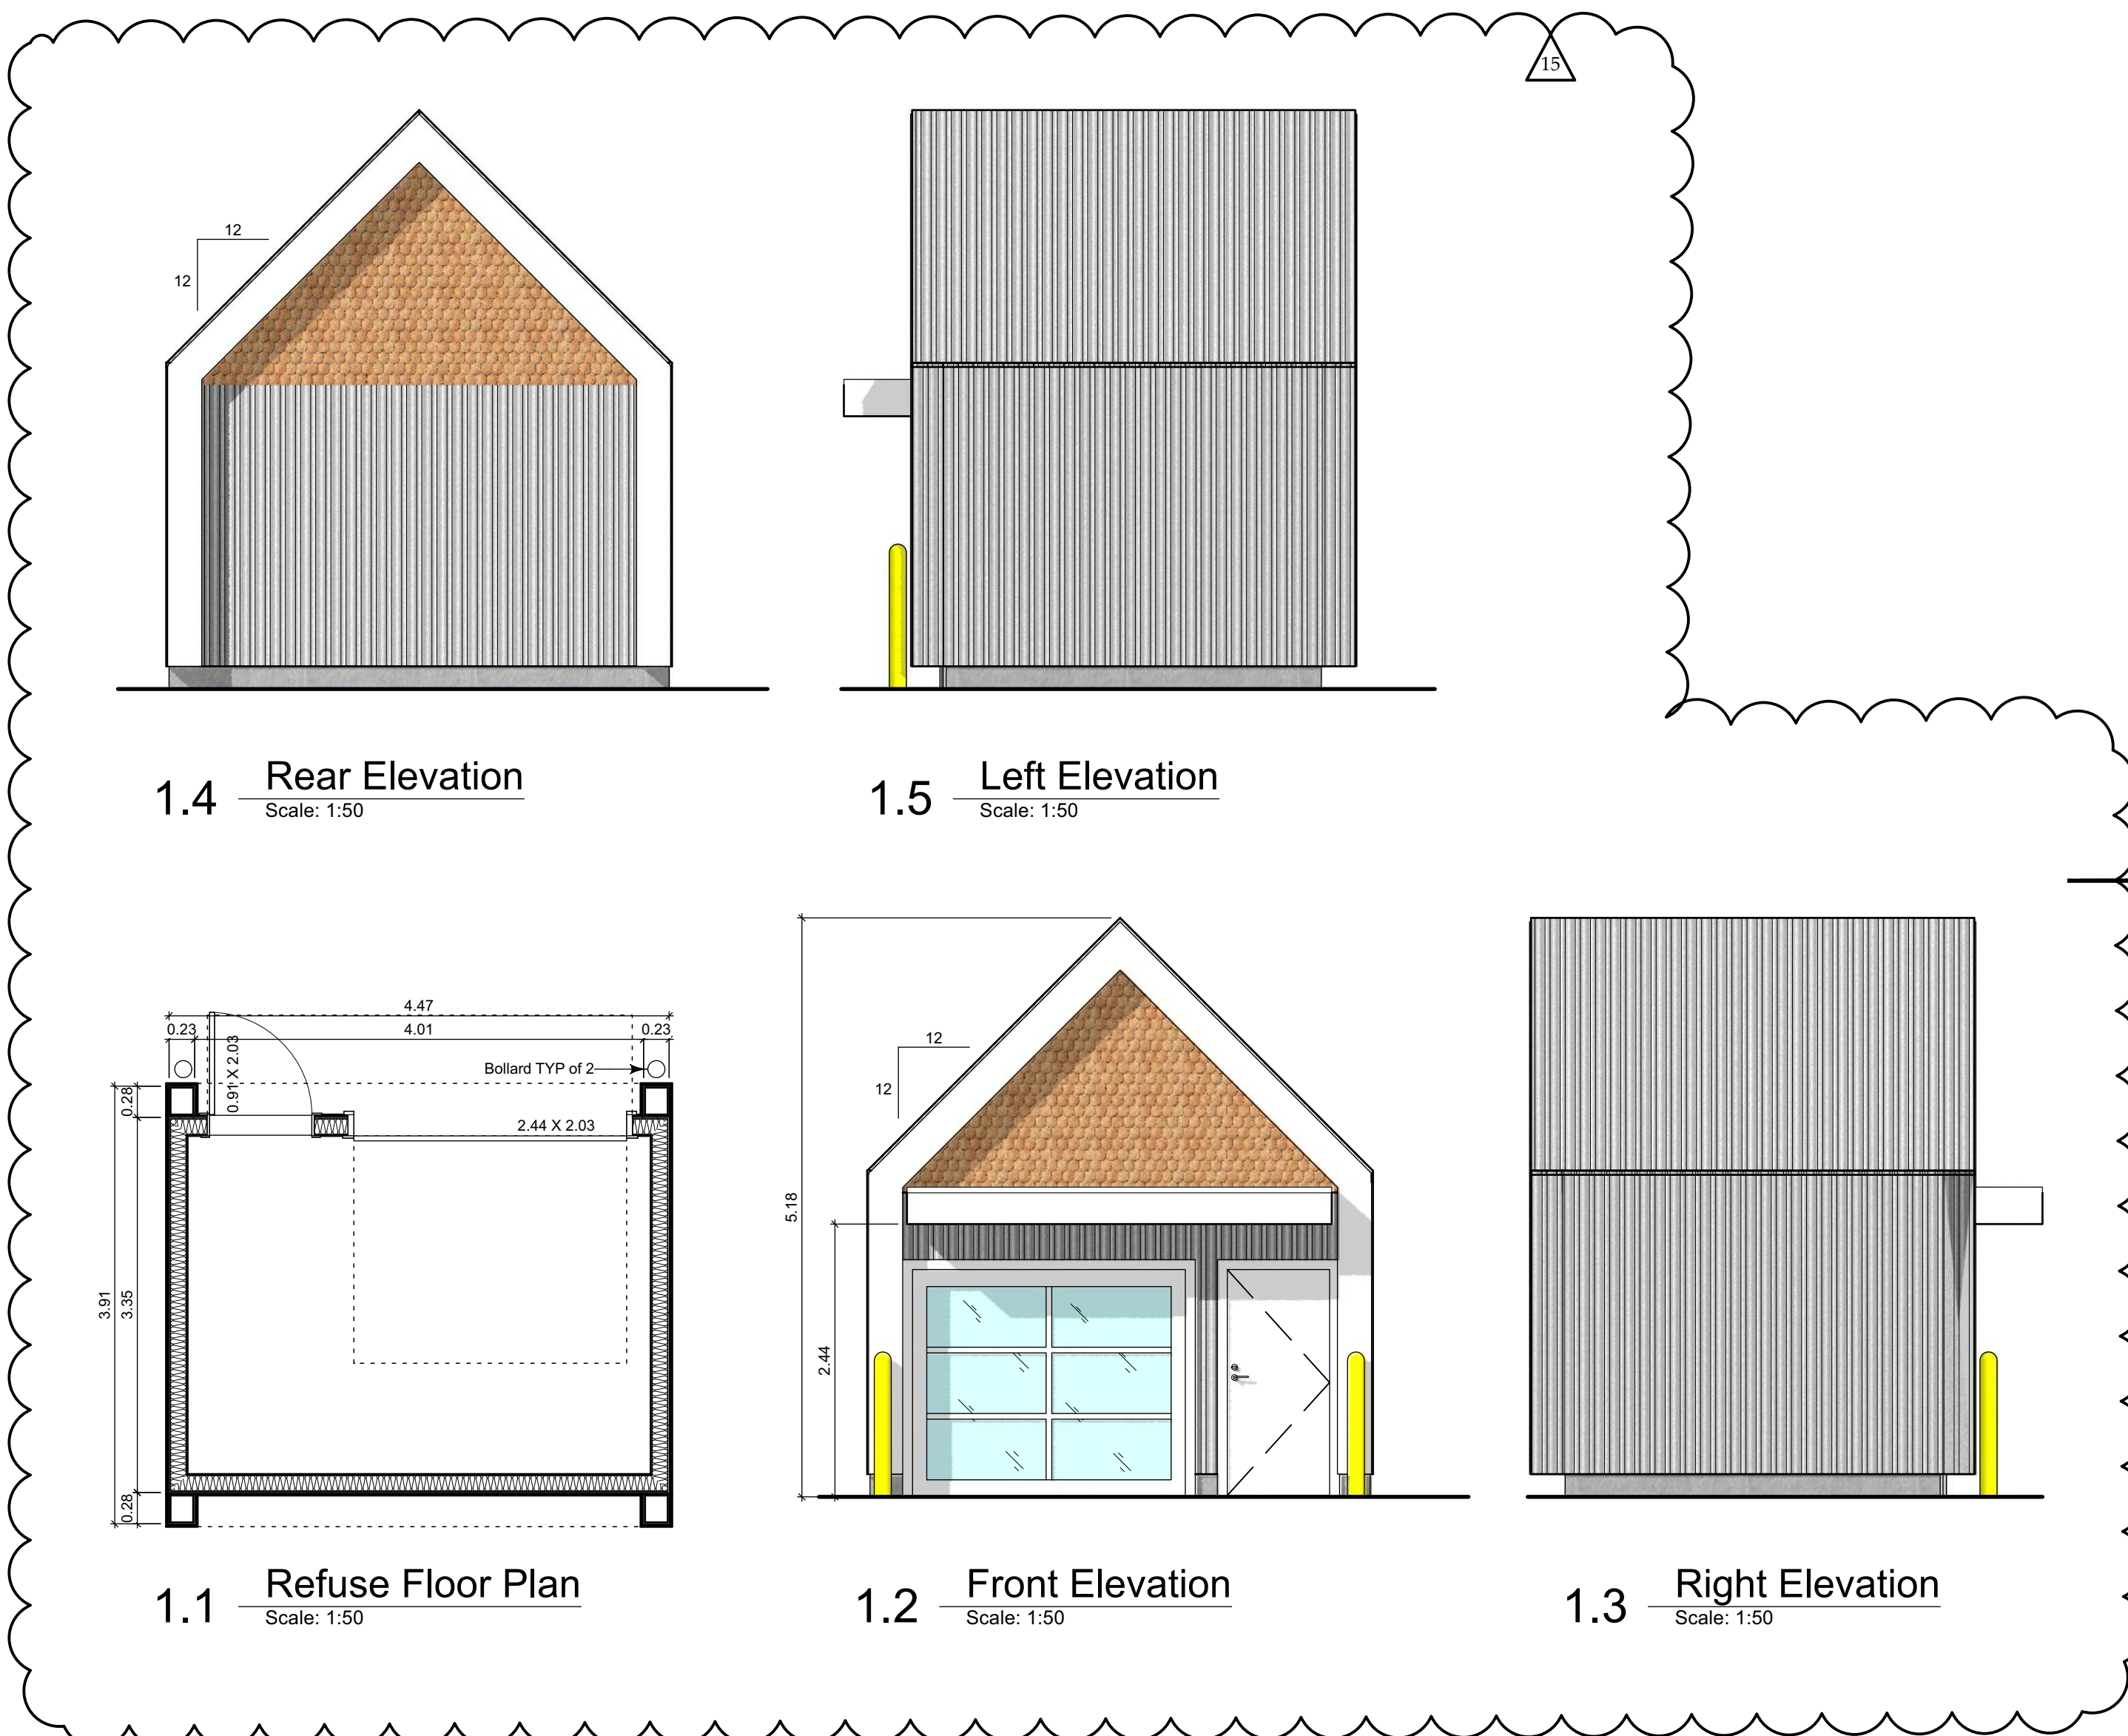 15
12
12
1.4
Rear Elevation
Scale: 1:50
1.5
Left Elevation
Scale: 1:50
4.47
0.23
4.01
0.23
Bollard TYP of 2
0.91 X 2.03
2.44 X 2.03
0.28
3.91
3.35
0.28
1.1
Refuse Floor Plan
Scale: 1:50
12
12
5.18
2.44
1.2
Front Elevation
Scale: 1:50
1.3
Right Elevation
Scale: 1:50